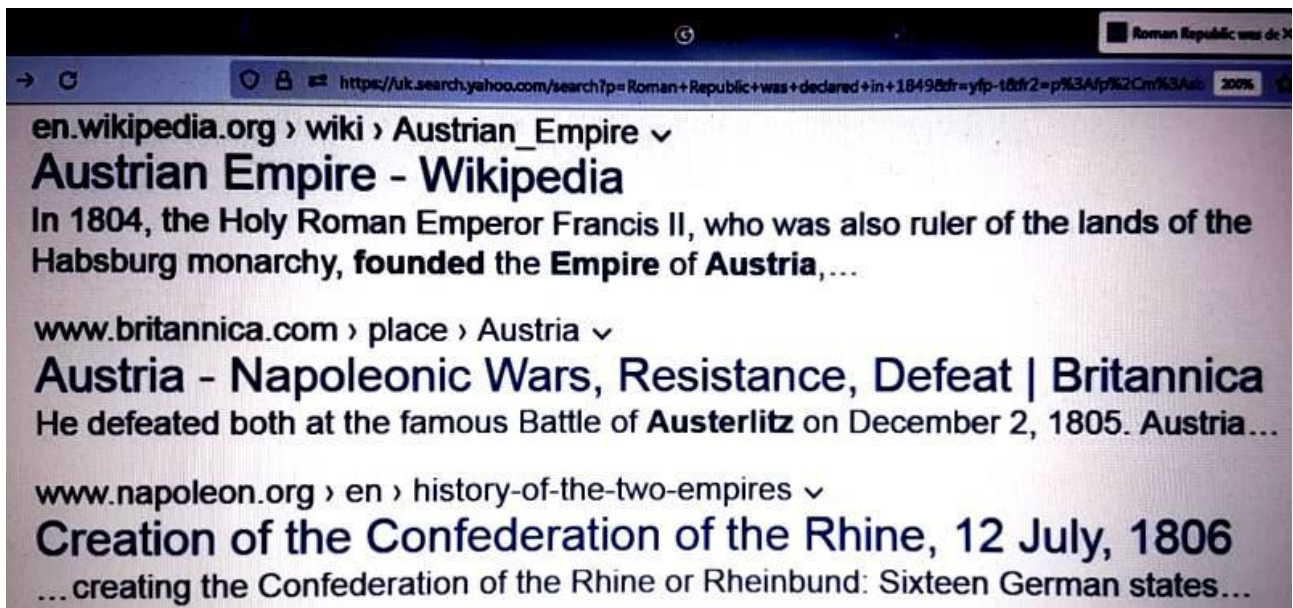 Roman Republic was de
https://uk.search.yahoo.com/search?p=Roman+Republic+was+declared+in+1849&fr=yfp-t&fr2=p%3Afp%2Cm%3Asb 200%
en.wikipedia.org › wiki › Austrian_Empire
Austrian Empire - Wikipedia
In 1804, the Holy Roman Emperor Francis II, who was also ruler of the lands of the
Habsburg monarchy, founded the Empire of Austria,...
www.britannica.com › place › Austria
Austria - Napoleonic Wars, Resistance, Defeat | Britannica
He defeated both at the famous Battle of Austerlitz on December 2, 1805. Austria...
www.napoleon.org › en › history-of-the-two-empires
Creation of the Confederation of the Rhine, 12 July, 1806
...creating the Confederation of the Rhine or Rheinbund: Sixteen German states...